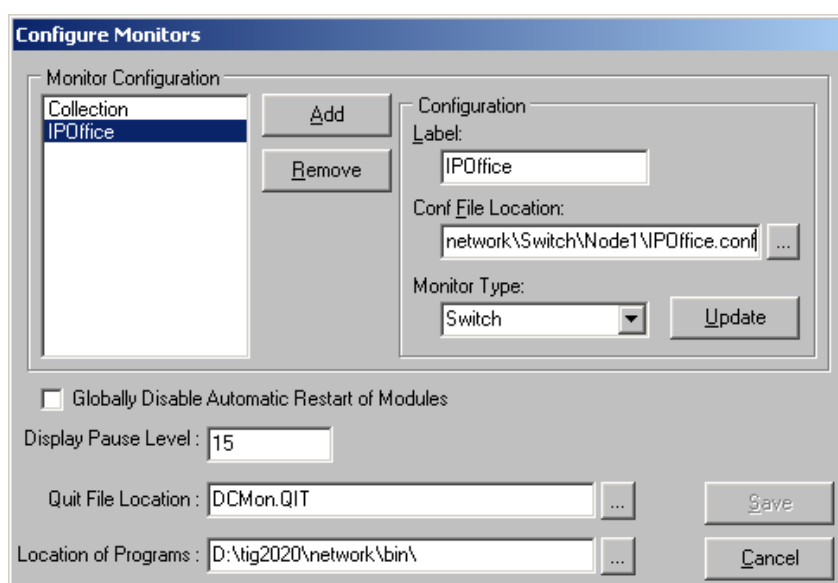 Configure Monitors
Monitor Configuration
Collection
IPOffice
Add
Remove
Configuration
Label:
IPOffice
Conf File Location:
network\Switch\Node1\IPOffice.conf
...
Monitor Type:
Switch
Update
Globally Disable Automatic Restart of Modules
Display Pause Level :
15
Quit File Location :
DCMon.QIT
...
Save
Location of Programs :
D:\tig2020\network\bin\
...
Cancel